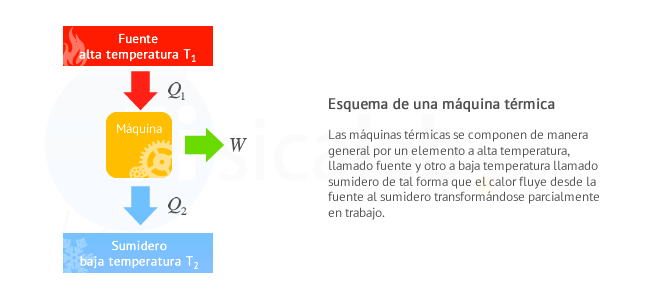 Fuente
alta temperatura T₁
Q₁
Máquina
W
Q₂
Sumidero
baja temperatura T₂
Esquema de una máquina térmica
Las máquinas térmicas se componen de manera
general por un elemento a alta temperatura,
llamado fuente y otro a baja temperatura llamado
sumidero de tal forma que el calor fluye desde la
fuente al sumidero transformándose parcialmente
en trabajo.